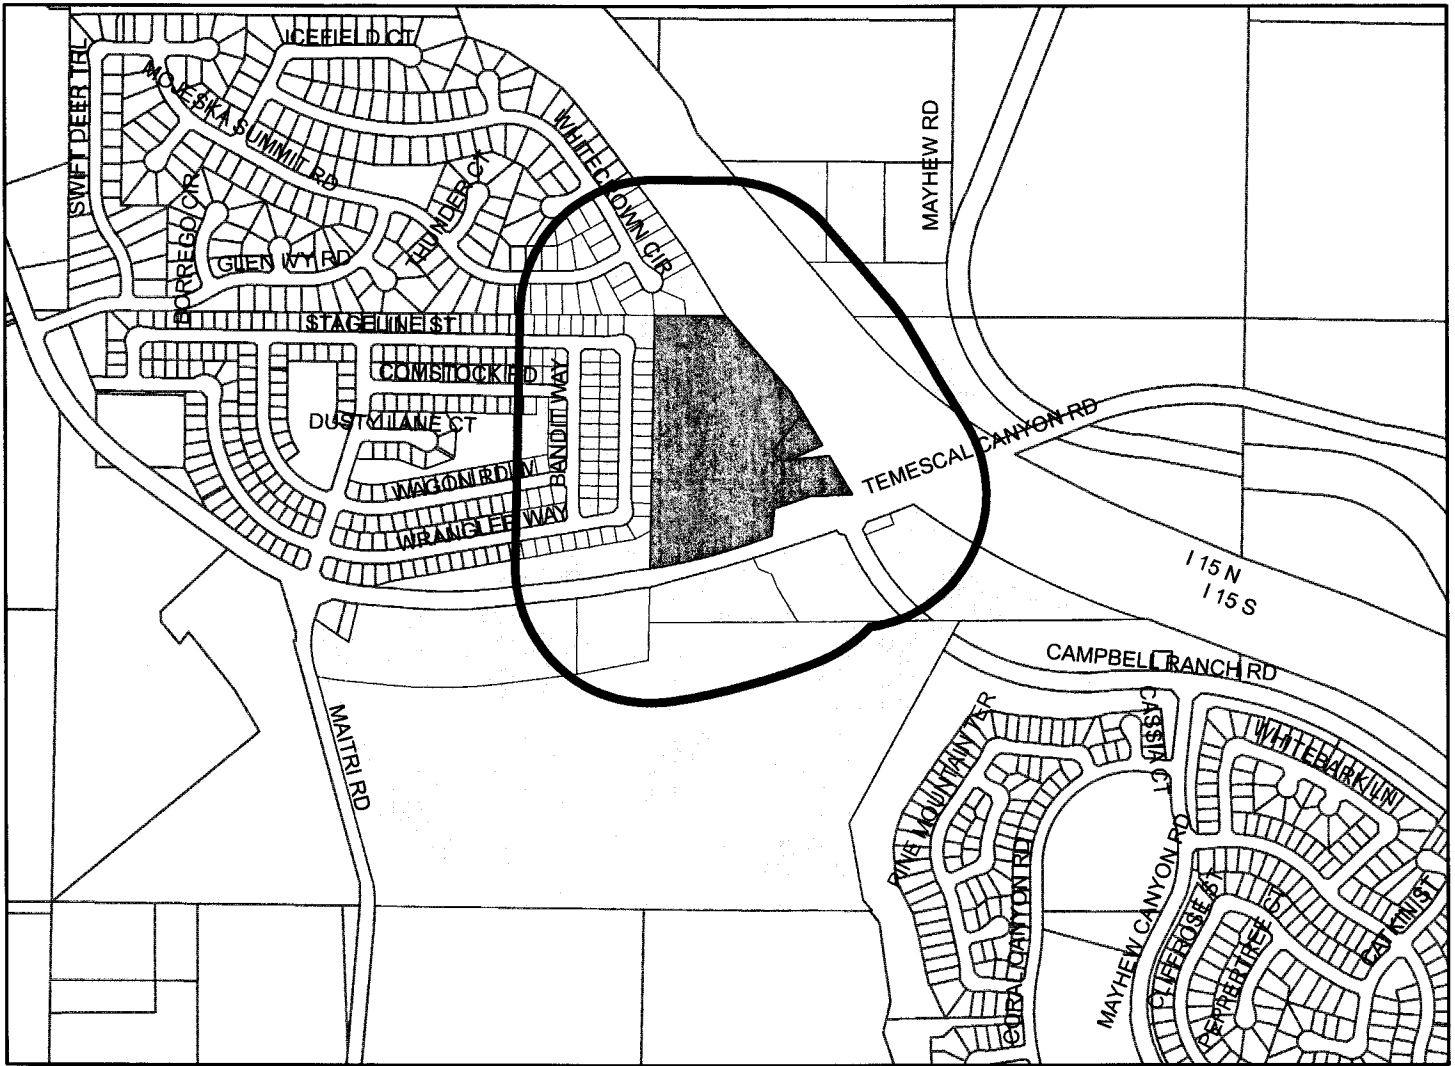 ICEFIELD CT
SWIFT DEER TRL
MOJESKA SUMMIT RD
WHITECROWN CIR
MAYHEW RD
THUNDER CT
BORREGO CIR
GLEN IVY RD
STAGELINE ST
COMSTOCK RD
BANDIT WAY
DUSTY LANE CT
TEMESCAL CANYON RD
WAGON RD
WRANGLER WAY
I 15 N
I 15 S
CAMPBELL RANCH RD
MAITRI RD
PINE MOUNTAIN TER
CASSIA CT
WHITEBARK LN
CORAL CANYON RD
MAYHEW CANYON RD
CLIFFROSE ST
PEPPERTREE ST
CATKIN ST